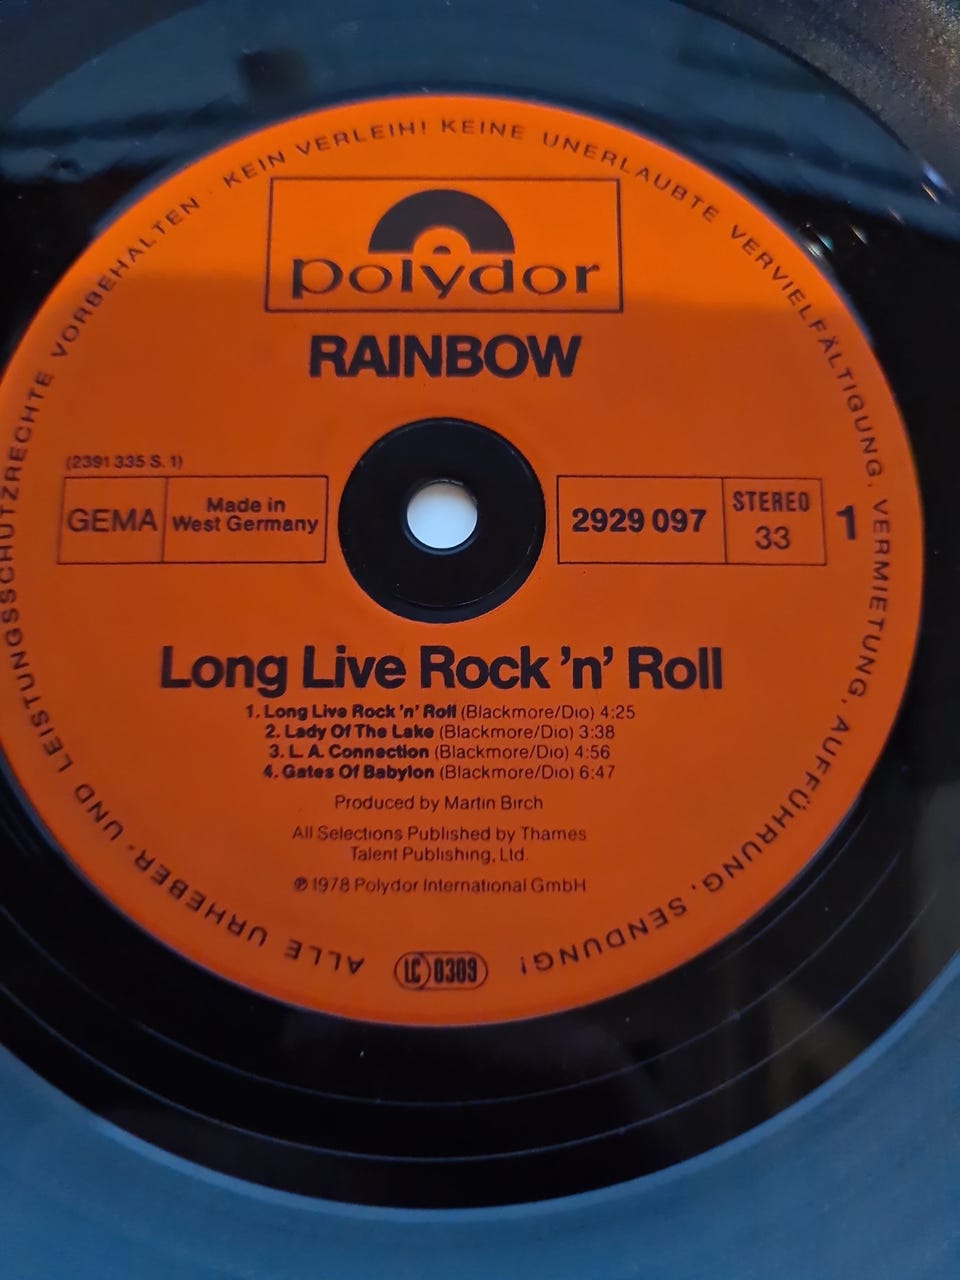 ALLE URHEBER- UND LEISTUNGSSCHUTZRECHTE VORBEHALTEN · KEIN VERLEIH! KEINE UNERLAUBTE VERVIELFÄLTIGUNG, VERMIETUNG, AUFFÜHRUNG, SENDUNG!
polydor
RAINBOW
(2391 335 S. 1)
GEMA
Made in
West Germany
2929 097
STEREO
33
1
Long Live Rock 'n' Roll
1. Long Live Rock 'n' Roll (Blackmore/Dio) 4:25
2. Lady Of The Lake (Blackmore/Dio) 3:38
3. L.A. Connection (Blackmore/Dio) 4:56
4. Gates Of Babylon (Blackmore/Dio) 6:47
Produced by Martin Birch
All Selections Published by Thames
Talent Publishing, Ltd.
℗ 1978 Polydor International GmbH
LC 0309